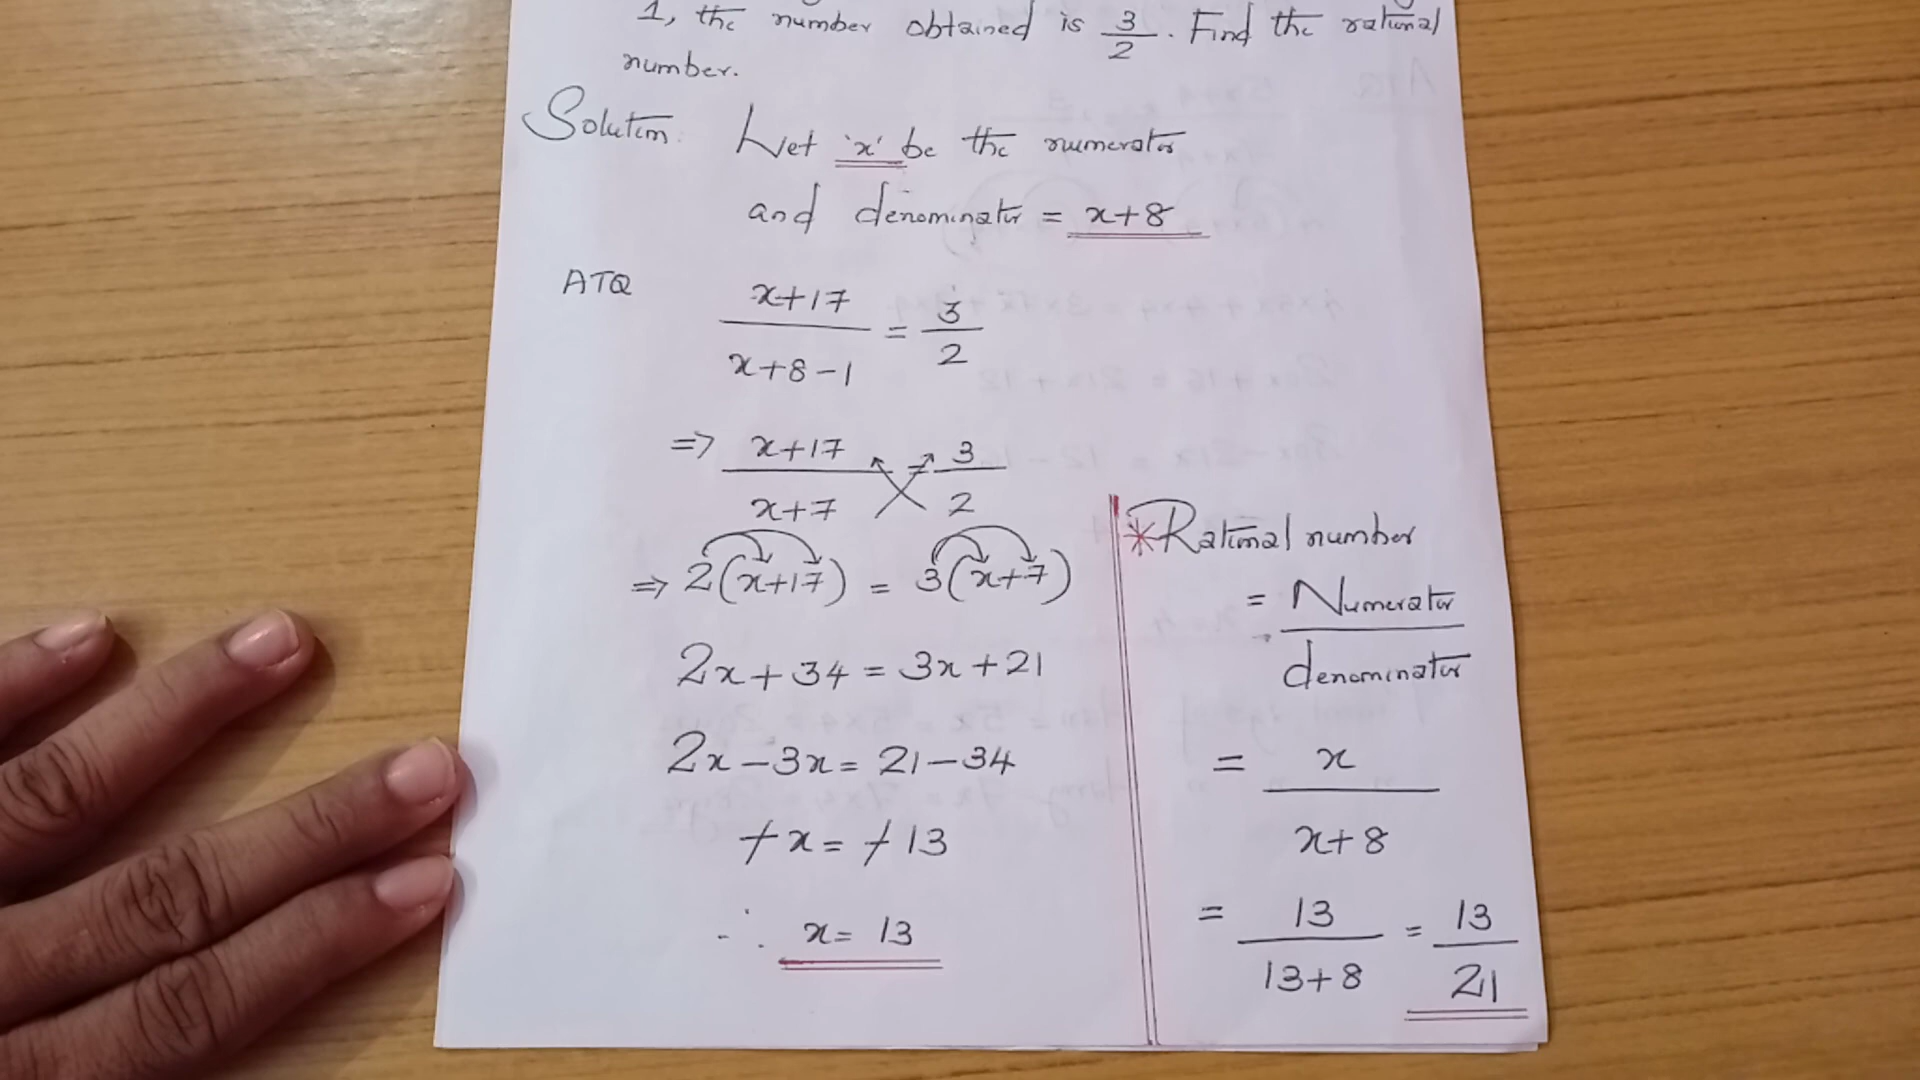 1, the number obtained is 3/2. Find the rational
number.
Solution. Let 'x' be the numerator
and denominator = x+8
ATQ x+17/x+8-1 = 3/2
=> x+17/x+7 = 3/2
=> 2(x+17) = 3(x+7)
2x+34 = 3x+21
2x-3x = 21-34
-x = -13
∴ x = 13
*Rational number
= Numerator/denominator
= x/x+8
= 13/13+8 = 13/21